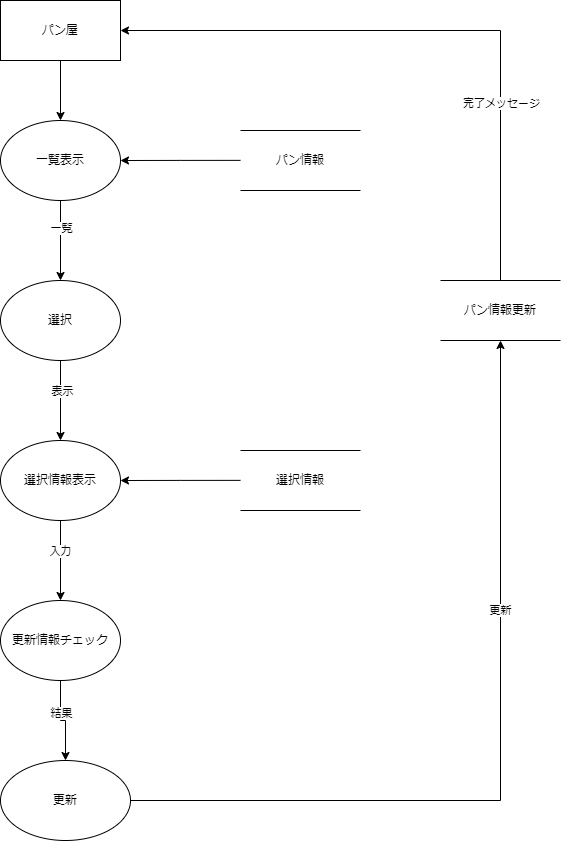 パン屋
完了メッセージ
一覧表示
パン情報
一覧
選択
パン情報更新
表示
選択情報表示
選択情報
入力
更新
更新情報チェック
結果
更新